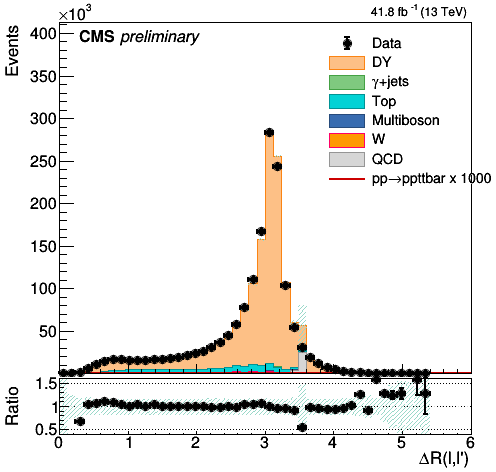 ×10³
41.8 fb⁻¹ (13 TeV)
CMS preliminary
Events
400
350
300
250
200
150
100
50
Data
DY
γ+jets
Top
Multiboson
W
QCD
pp→ppttbar x 1000
Ratio
1.5
1
0.5
0 1 2 3 4 5 6
ΔR(l,l')